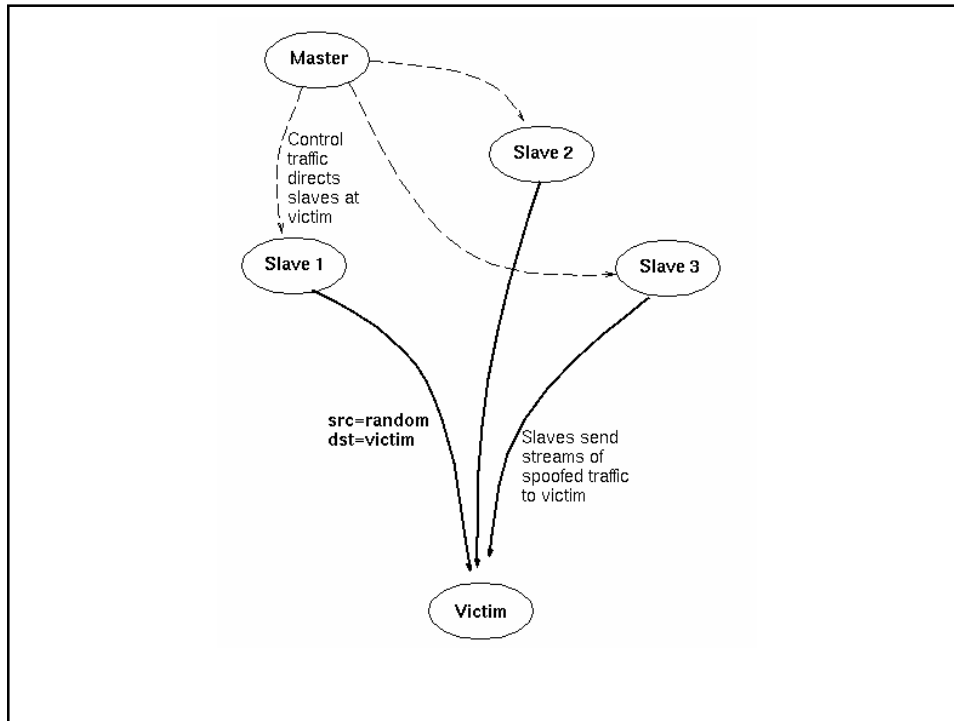 Master
Control
traffic
directs
slaves at
victim
Slave 2
Slave 1
Slave 3
src=random
dst=victim
Slaves send
streams of
spoofed traffic
to victim
Victim